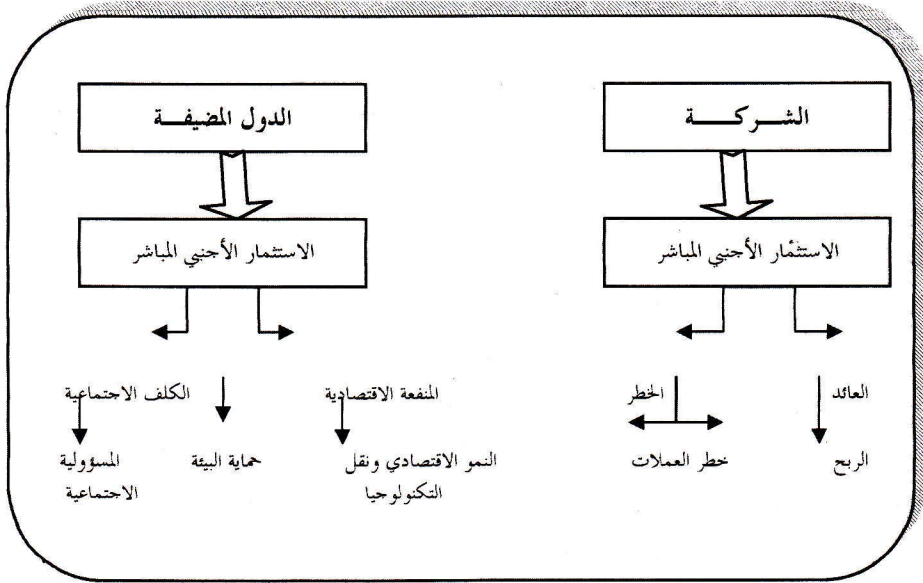 الشركة
الدول المضيفة
الاستثمار الأجنبي المباشر
الاستثمار الأجنبي المباشر
العائد
الخطر
المنفعة الاقتصادية
الكلف الاجتماعية
الربح
خطر العملات
النمو الاقتصادي ونقل
التكنولوجيا
حماية البيئة
المسؤولية
الاجتماعية